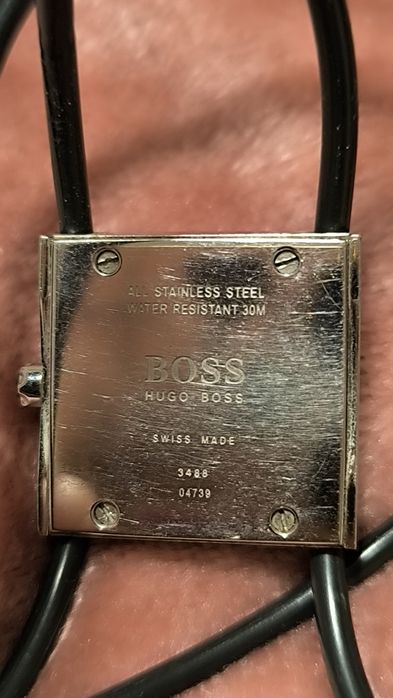 ALL STAINLESS STEEL
WATER RESISTANT 30M
BOSS
HUGO BOSS
SWISS MADE
3488
04739